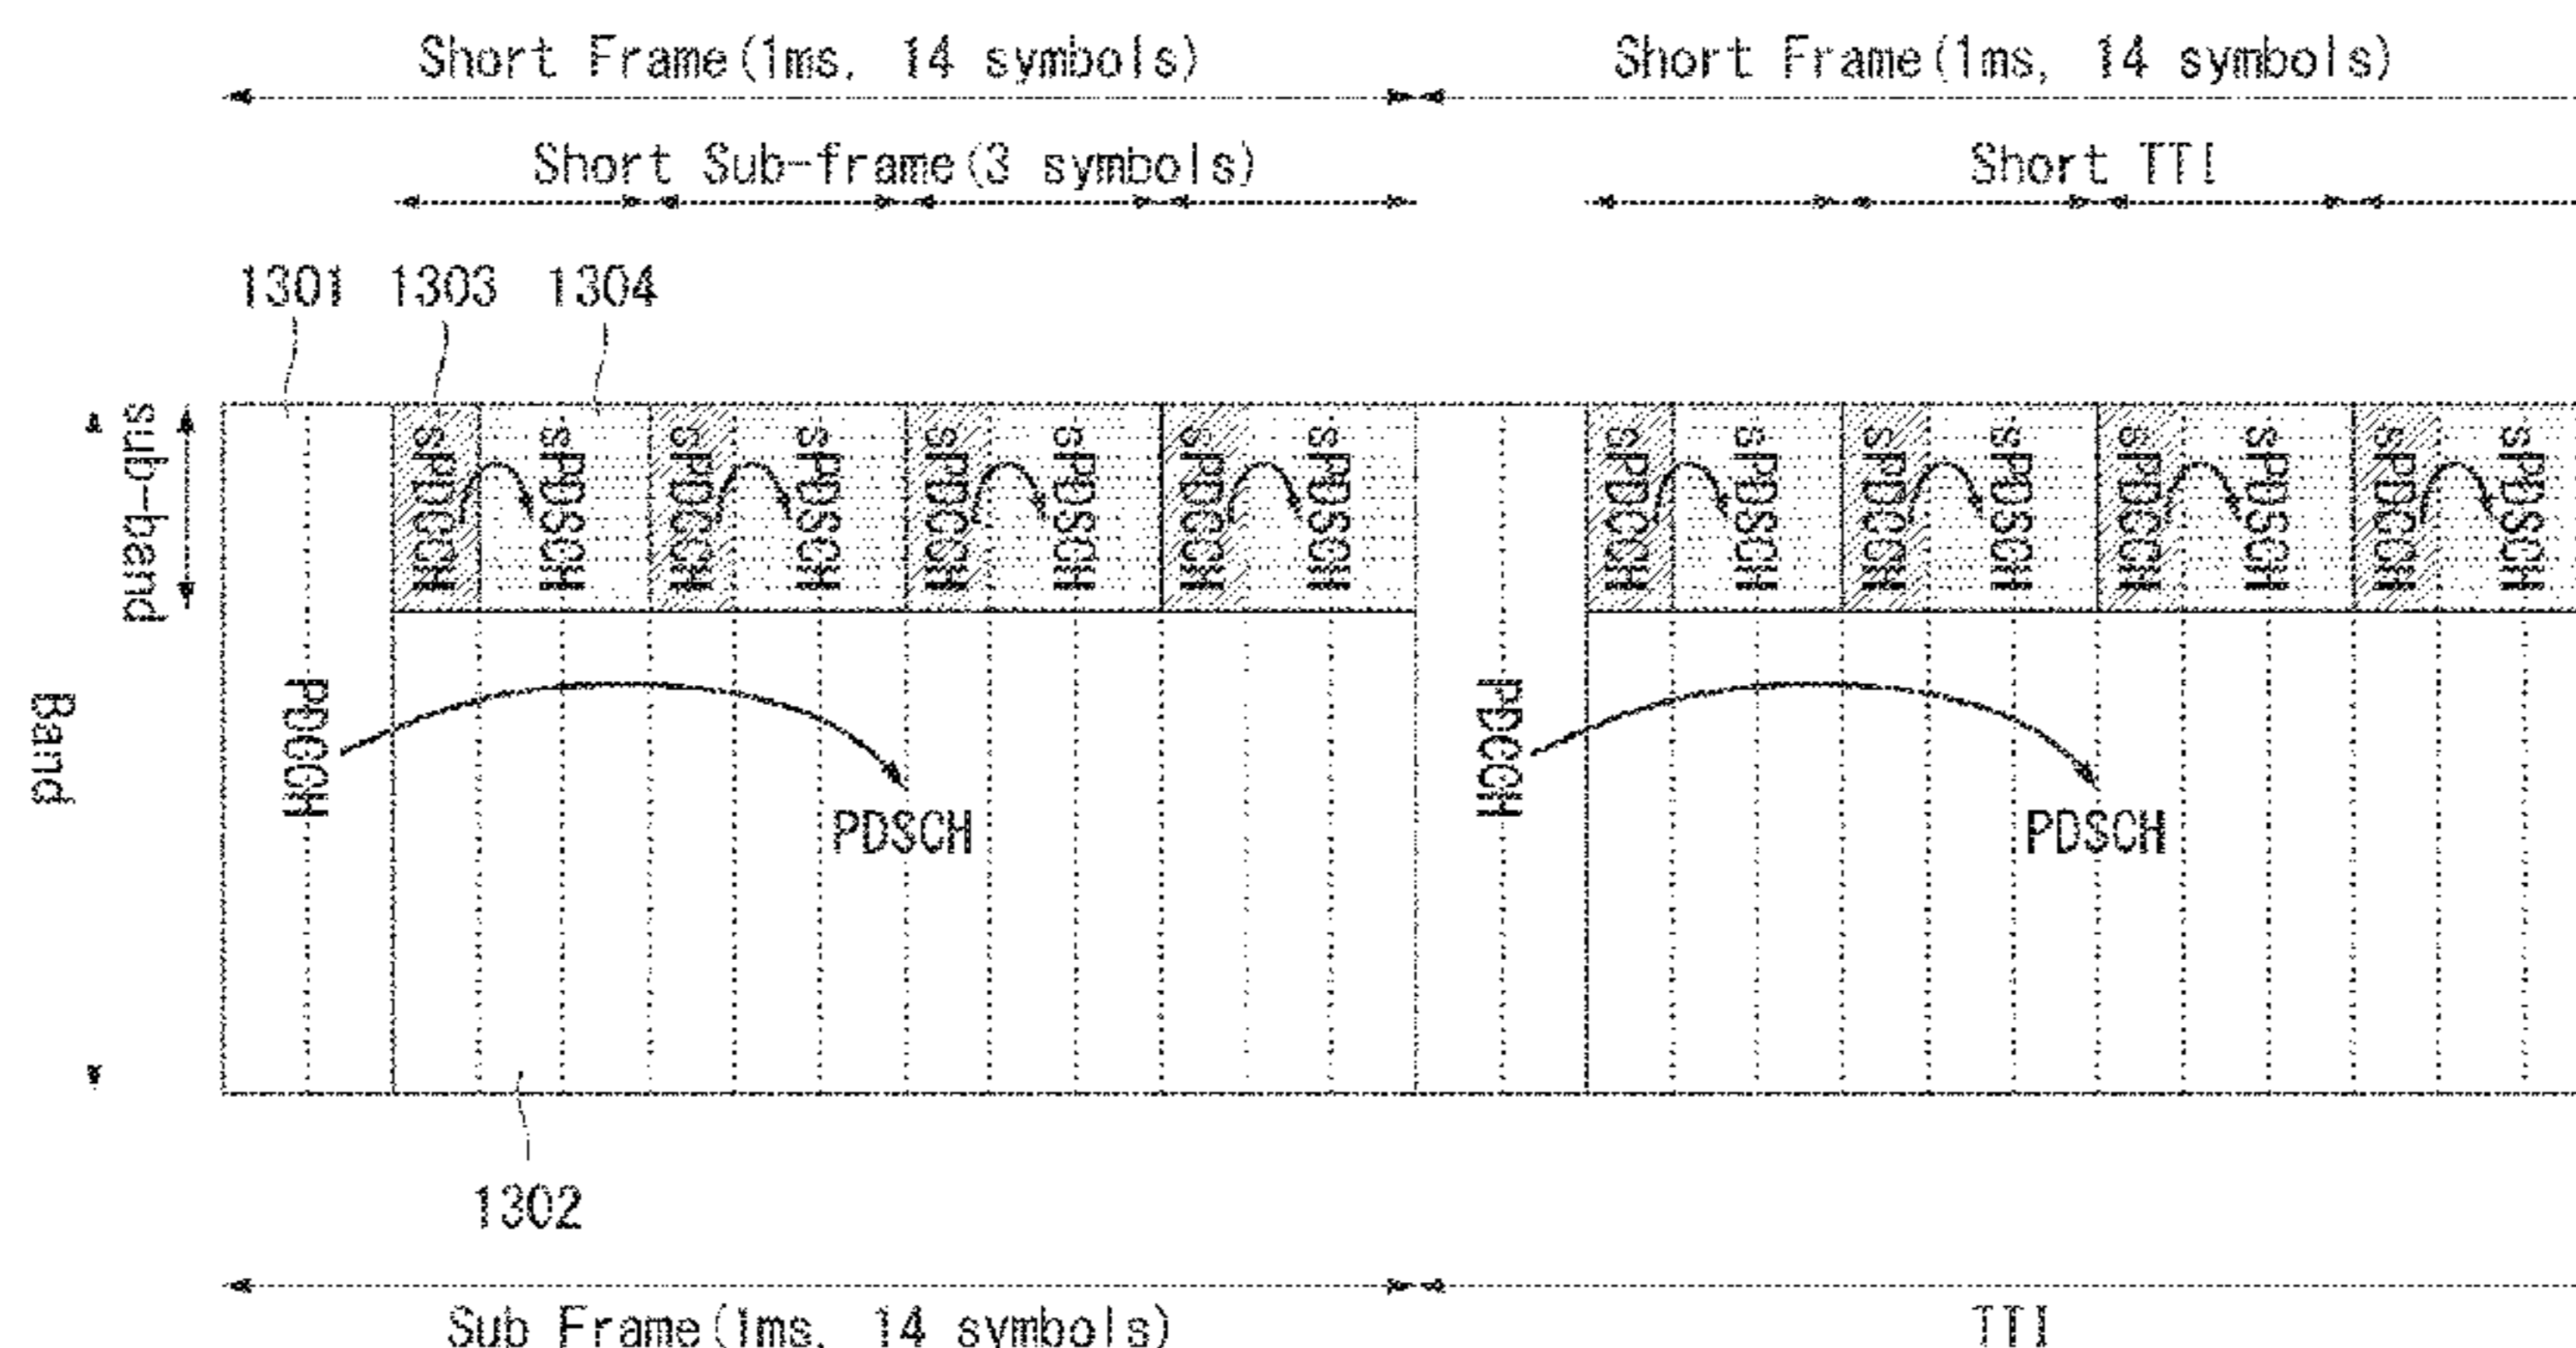 Short Frame(1ms, 14 symbols)
Short Frame(1ms, 14 symbols)
Short Sub-frame(3 symbols)
Short TTI
1301
1303
1304
sub-band
sPDCCH
sPDSCH
sPDCCH
sPDSCH
sPDCCH
sPDSCH
sPDCCH
sPDSCH
sPDCCH
sPDSCH
sPDCCH
sPDSCH
sPDCCH
sPDSCH
sPDCCH
sPDSCH
Band
PDCCH
PDSCH
PDCCH
PDSCH
1302
Sub Frame(1ms, 14 symbols)
TTI